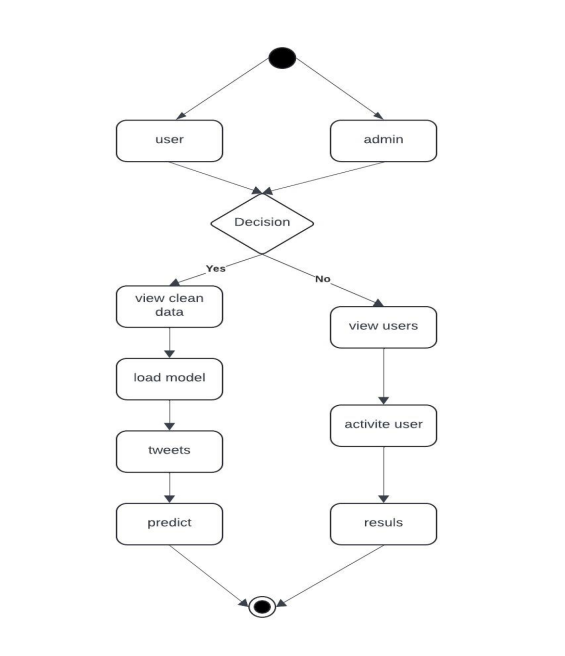 user
admin
Decision
Yes
No
view clean
data
view users
load model
activite user
tweets
predict
resuls